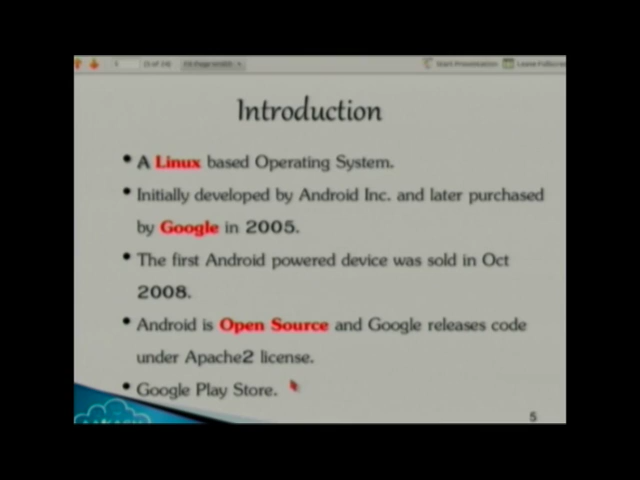 Start Presentation
Introduction
A Linux based Operating System.
Initially developed by Android Inc. and later purchased
by Google in 2005.
The first Android powered device was sold in Oct
2008.
Android is Open Source and Google releases code
under Apache2 license.
Google Play Store.
5